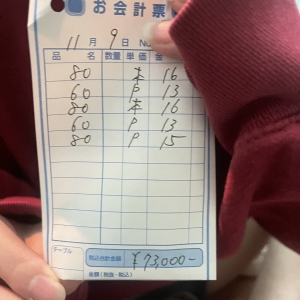 お会計票
11月 9日 No
品名 数量 単価 金
80 本 16
60 P 13
80 本 16
60 P 13
80 P 15
テーブル 税込合計金額 ¥73,000-
金額(税抜・税込)